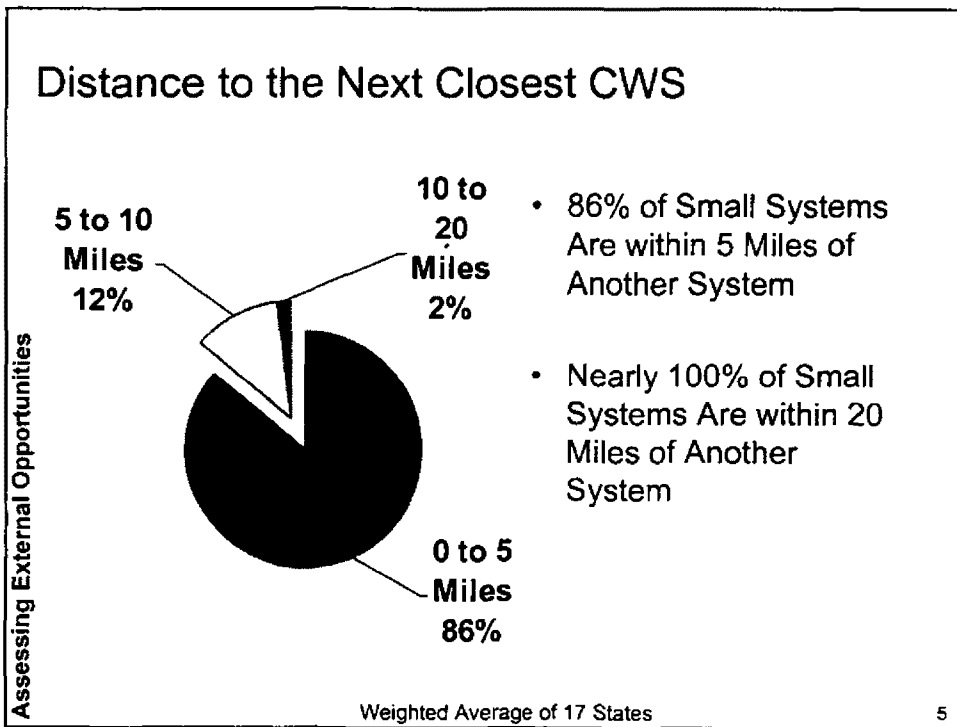 Distance to the Next Closest CWS
5 to 10
Miles
12%
10 to
20
Miles
2%
0 to 5
Miles
86%
• 86% of Small Systems
Are within 5 Miles of
Another System
• Nearly 100% of Small
Systems Are within 20
Miles of Another
System
Assessing External Opportunities
Weighted Average of 17 States
5